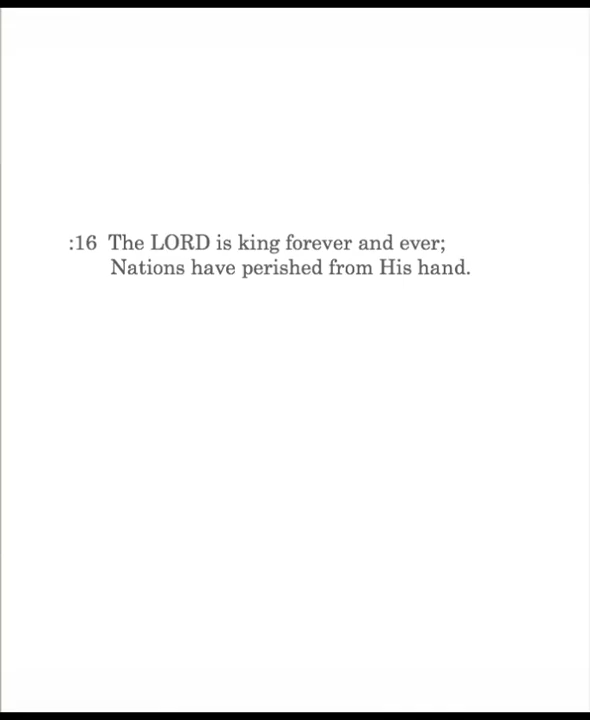 :16 The LORD is king forever and ever;
Nations have perished from His hand.